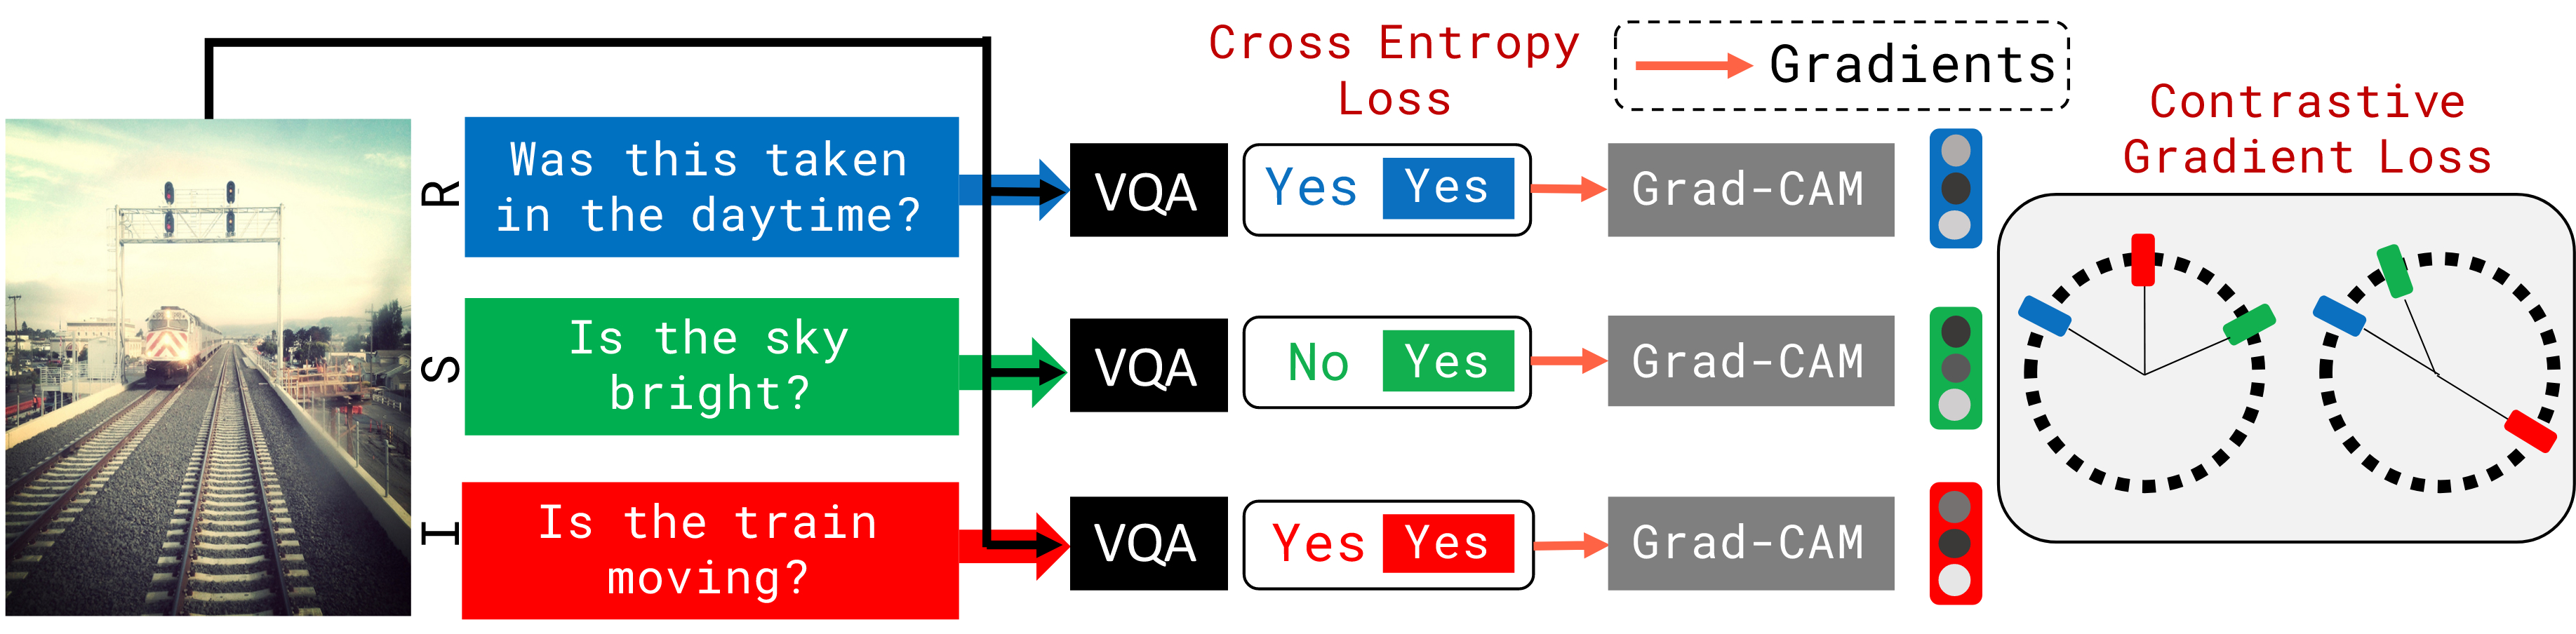 Cross Entropy
Loss
Gradients
Contrastive
Gradient Loss
R
Was this taken
in the daytime?
VQA
Yes
Yes
Grad-CAM
S
Is the sky
bright?
VQA
No
Yes
Grad-CAM
I
Is the train
moving?
VQA
Yes
Yes
Grad-CAM